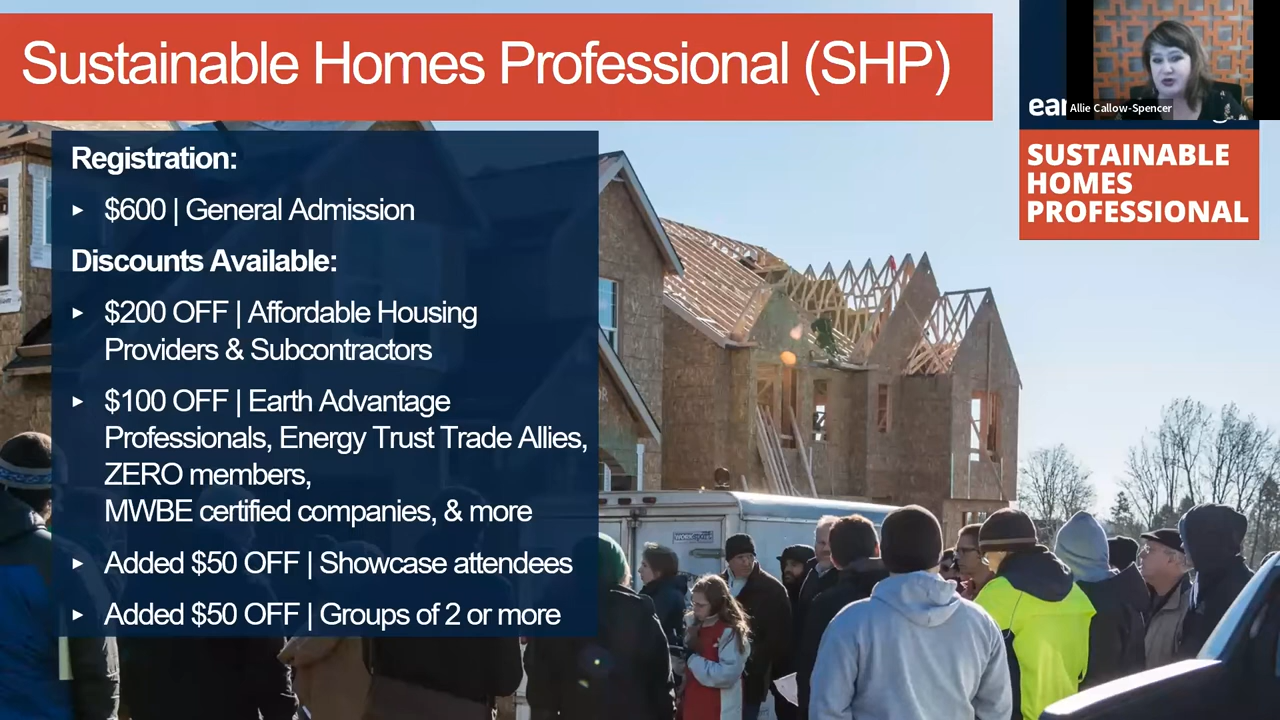 Sustainable Homes Professional (SHP)
Registration:
$600 | General Admission
Discounts Available:
$200 OFF | Affordable Housing
Providers & Subcontractors
$100 OFF | Earth Advantage
Professionals, Energy Trust Trade Allies,
ZERO members,
MWBE certified companies, & more
Added $50 OFF | Showcase attendees
Added $50 OFF | Groups of 2 or more
Allie Callow-Spencer
SUSTAINABLE
HOMES
PROFESSIONAL